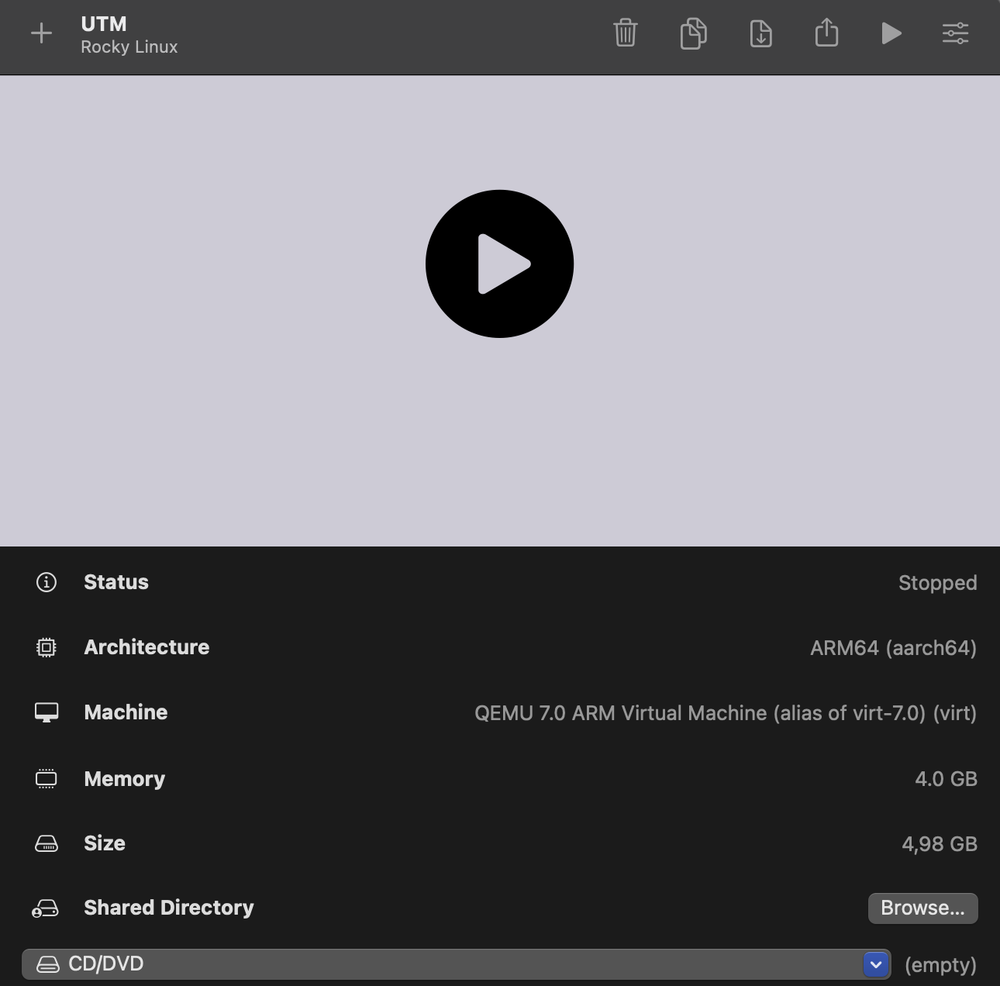 UTM
Rocky Linux
Status Stopped
Architecture ARM64 (aarch64)
Machine QEMU 7.0 ARM Virtual Machine (alias of virt-7.0) (virt)
Memory 4.0 GB
Size 4,98 GB
Shared Directory Browse...
CD/DVD (empty)